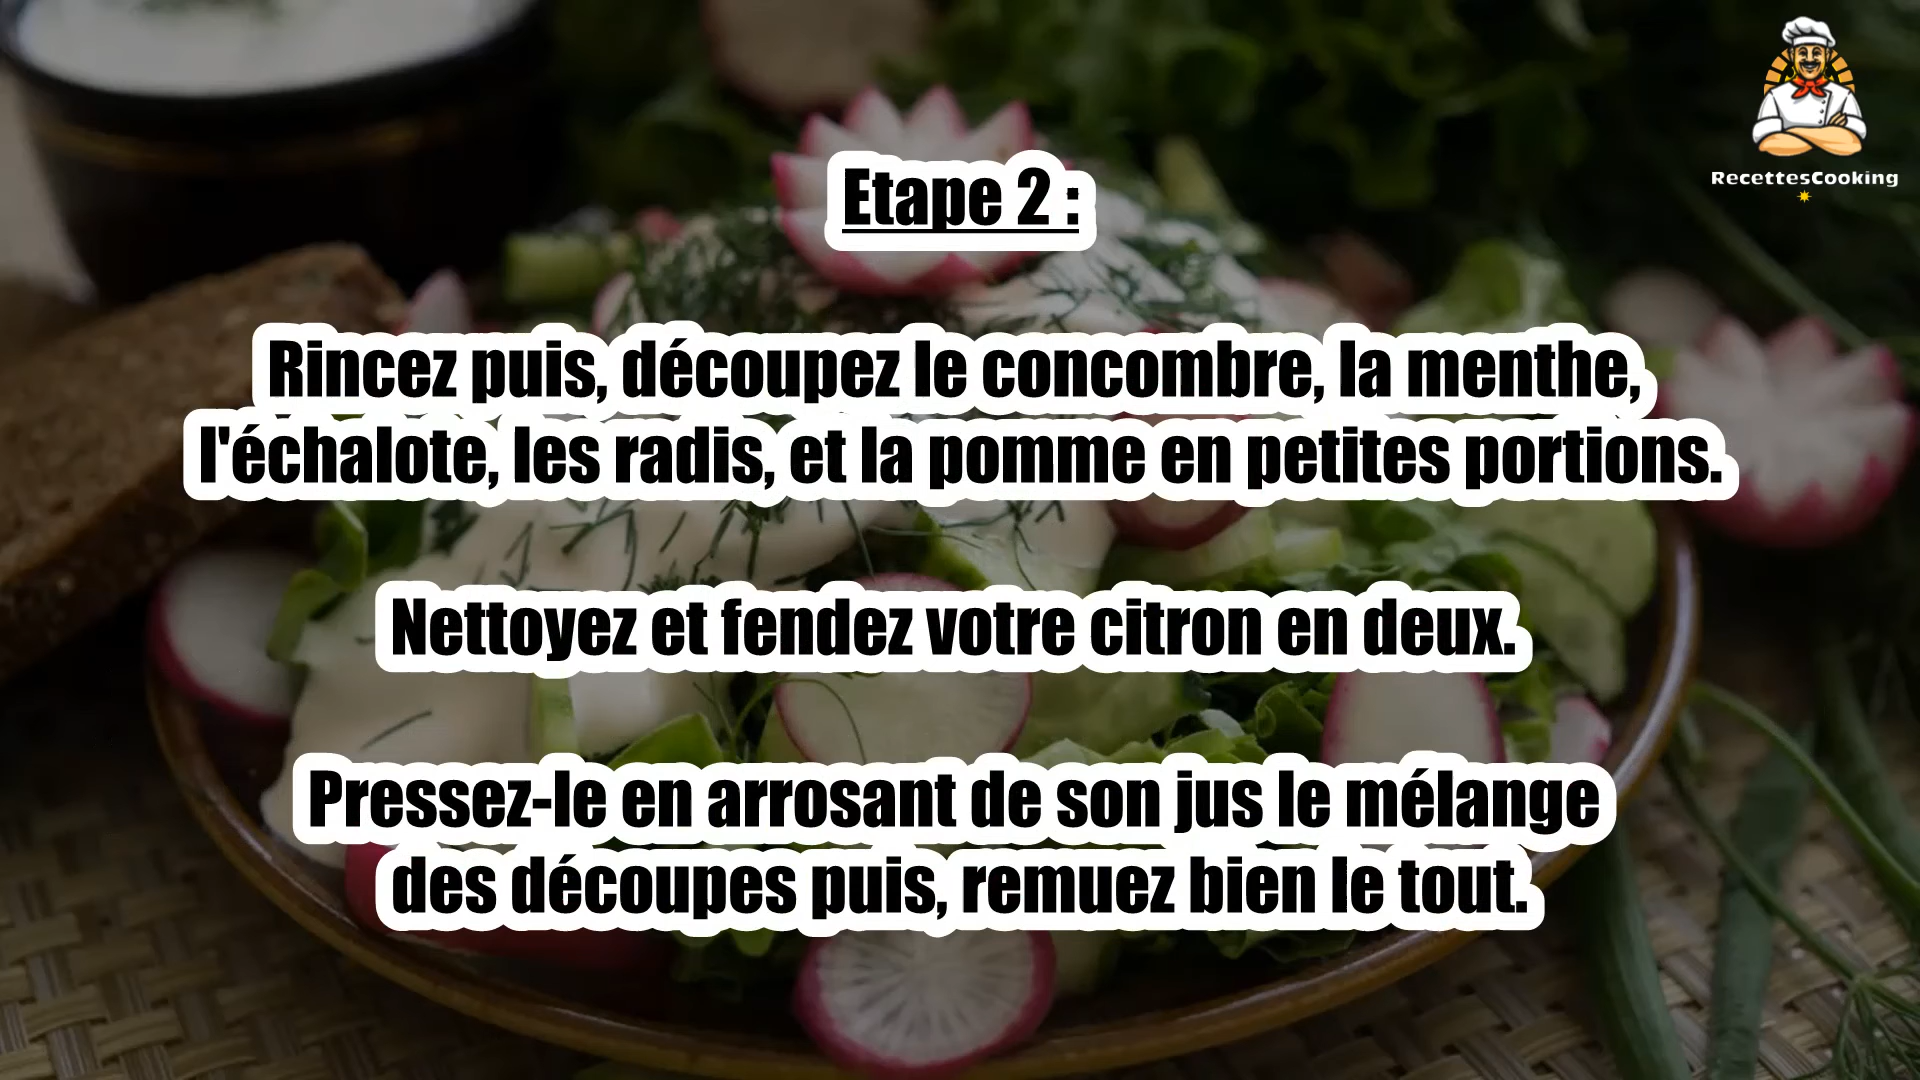 RecettesCooking
Etape 2 :
Rincez puis, découpez le concombre, la menthe,
l'échalote, les radis, et la pomme en petites portions.
Nettoyez et fendez votre citron en deux.
Pressez-le en arrosant de son jus le mélange
des découpes puis, remuez bien le tout.